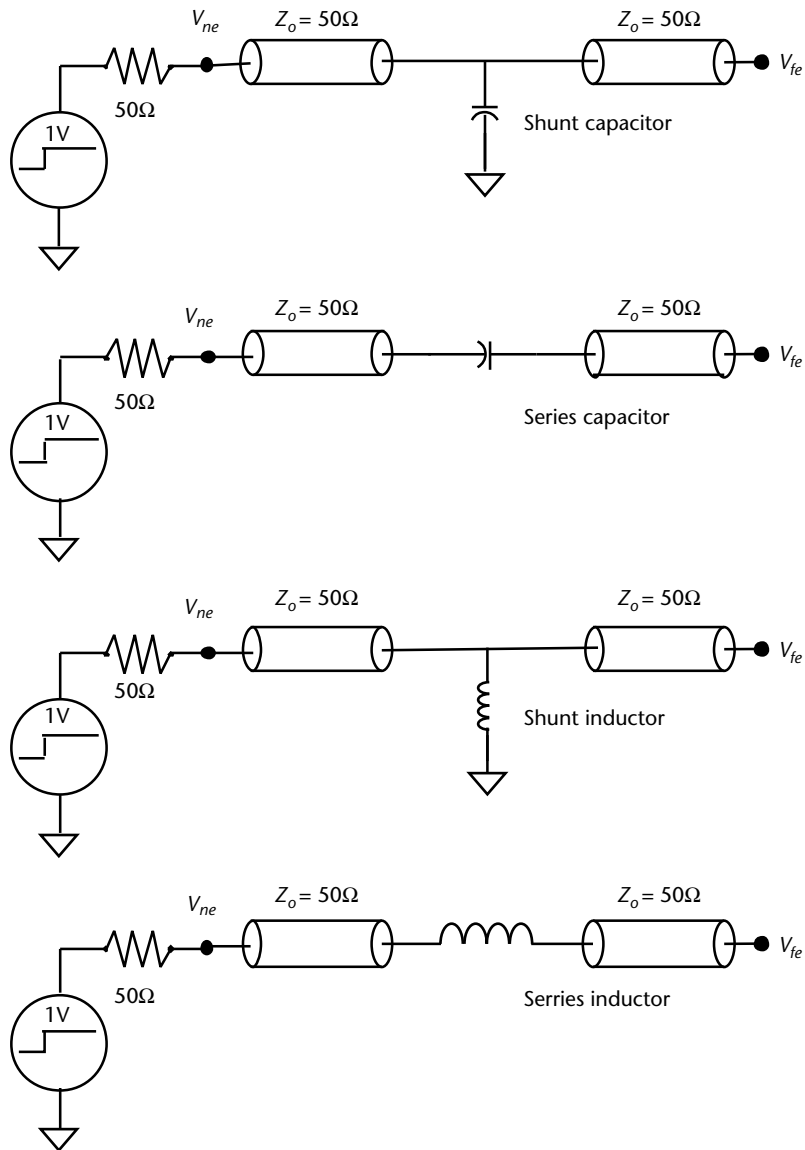 V_ne Z_o = 50Ω Z_o = 50Ω
V_fe
50Ω
1V
Shunt capacitor
Z_o = 50Ω Z_o = 50Ω
V_ne
V_fe
50Ω
1V
Series capacitor
Z_o = 50Ω Z_o = 50Ω
V_ne
V_fe
50Ω
1V
Shunt inductor
Z_o = 50Ω Z_o = 50Ω
V_ne
V_fe
50Ω
1V
Serries inductor